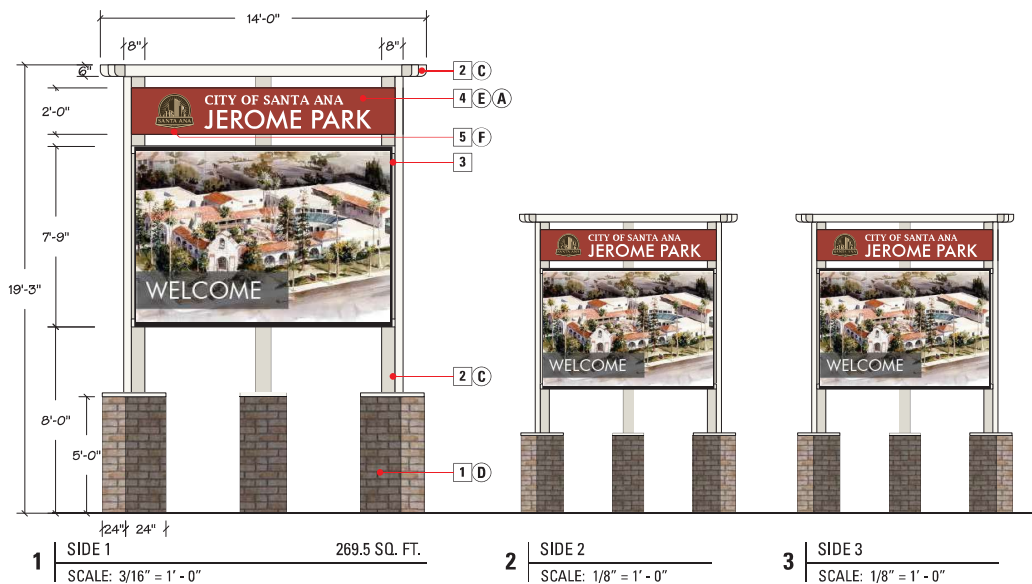 14'-0"
8"
8"
6"
2'-0"
7'-9"
19'-3"
8'-0"
5'-0"
24"
24"
SANTA ANA
CITY OF SANTA ANA
JEROME PARK
WELCOME
2 C
4 E A
5 F
3
2 C
1 D
1
SIDE 1 269.5 SQ. FT.
SCALE: 3/16" = 1' - 0"
CITY OF SANTA ANA
JEROME PARK
WELCOME
2
SIDE 2
SCALE: 1/8" = 1' - 0"
CITY OF SANTA ANA
JEROME PARK
WELCOME
3
SIDE 3
SCALE: 1/8" = 1' - 0"